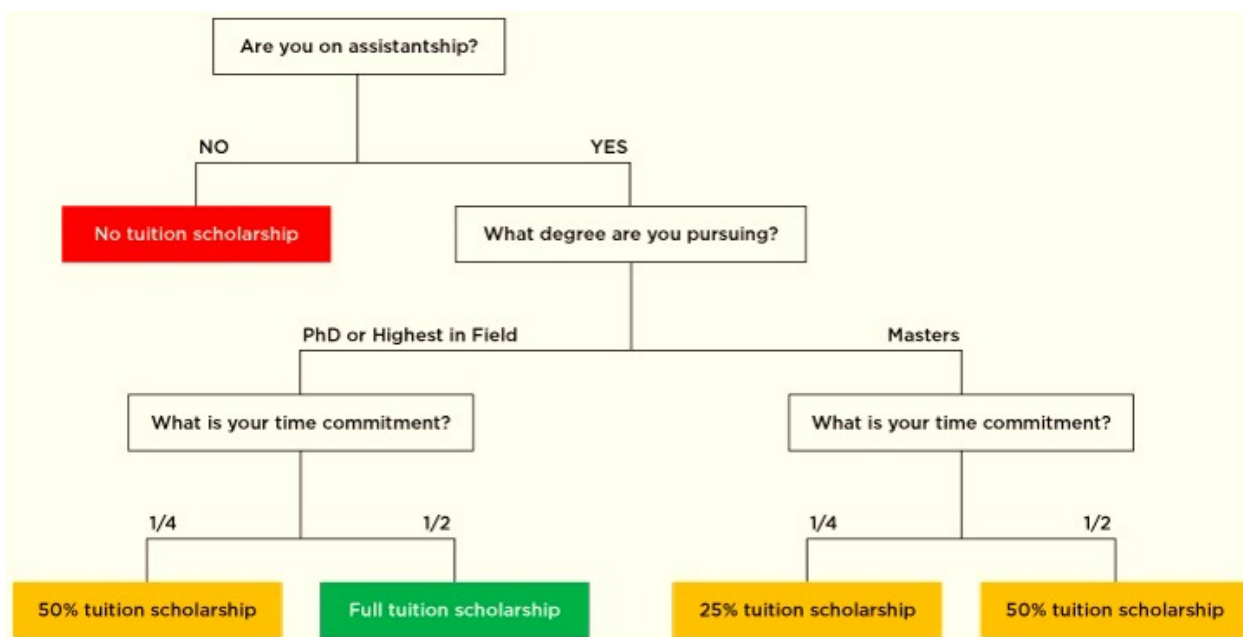 Are you on assistantship?
NO
YES
No tuition scholarship
What degree are you pursuing?
PhD or Highest in Field
Masters
What is your time commitment?
What is your time commitment?
1/4
1/2
1/4
1/2
50% tuition scholarship
Full tuition scholarship
25% tuition scholarship
50% tuition scholarship